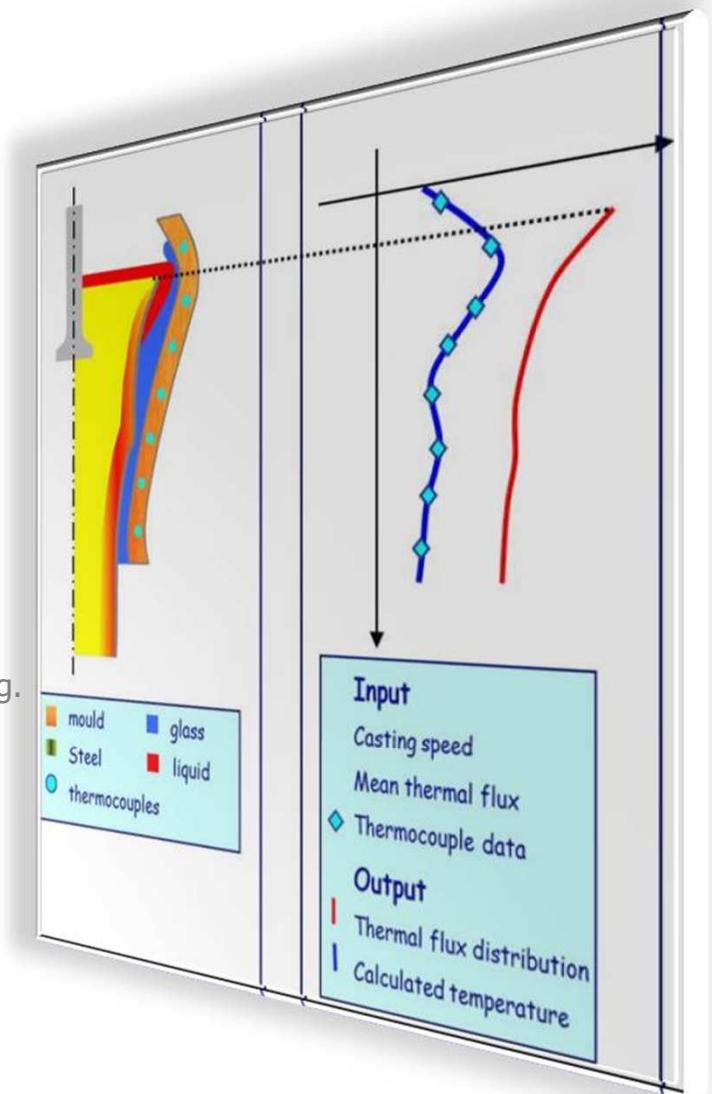 g.
mould
glass
Steel
liquid
thermocouples
Input
Casting speed
Mean thermal flux
Thermocouple data
Output
Thermal flux distribution
Calculated temperature